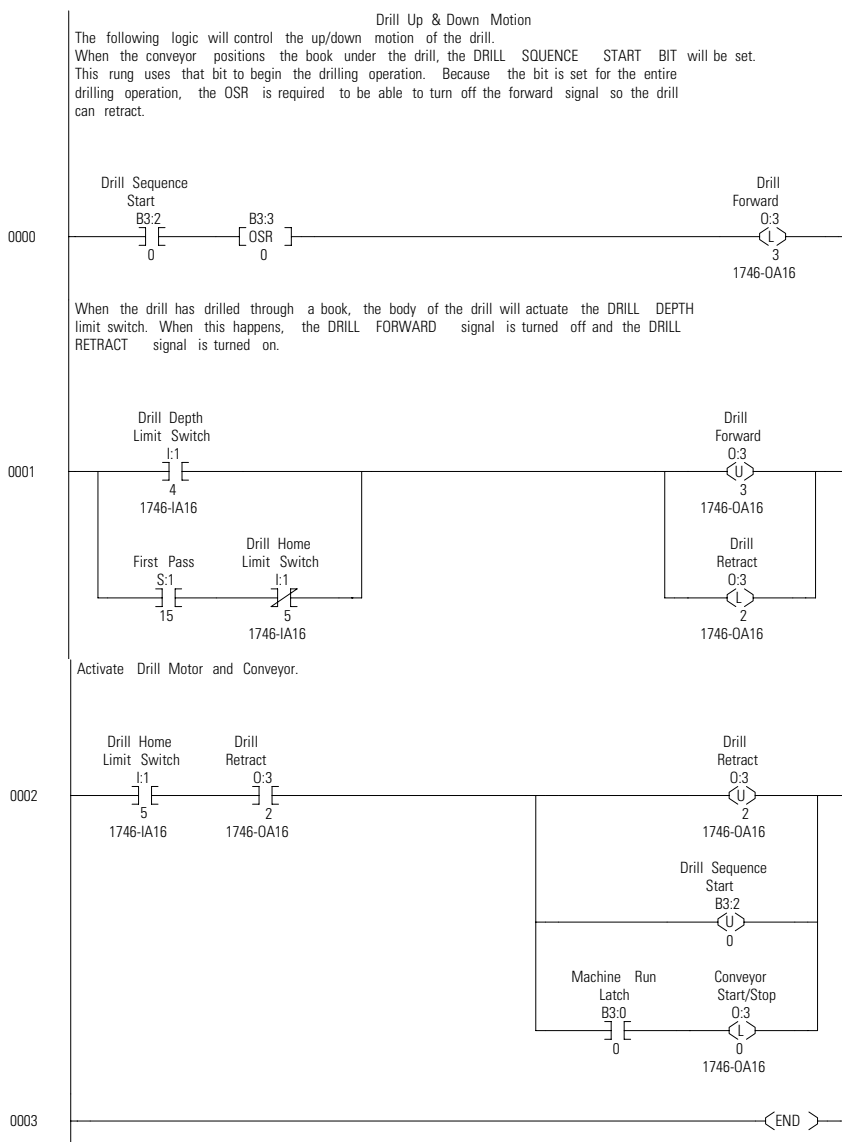 Drill Up & Down Motion
The following logic will control the up/down motion of the drill.
When the conveyor positions the book under the drill, the DRILL SQUENCE START BIT will be set.
This rung uses that bit to begin the drilling operation. Because the bit is set for the entire
drilling operation, the OSR is required to be able to turn off the forward signal so the drill
can retract.
Drill Sequence
Start
B3:2
0
B3:3
OSR
0
Drill
Forward
O:3
L
3
1746-OA16
0000
When the drill has drilled through a book, the body of the drill will actuate the DRILL DEPTH
limit switch. When this happens, the DRILL FORWARD signal is turned off and the DRILL
RETRACT signal is turned on.
Drill Depth
Limit Switch
I:1
4
1746-IA16
Drill
Forward
O:3
U
3
1746-OA16
0001
First Pass
S:1
15
Drill Home
Limit Switch
I:1
5
1746-IA16
Drill
Retract
O:3
L
2
1746-OA16
Activate Drill Motor and Conveyor.
Drill Home
Limit Switch
I:1
5
1746-IA16
Drill
Retract
O:3
2
1746-OA16
Drill
Retract
O:3
U
2
1746-OA16
0002
Drill Sequence
Start
B3:2
U
0
Machine Run
Latch
B3:0
0
Conveyor
Start/Stop
O:3
L
0
1746-OA16
0003
END